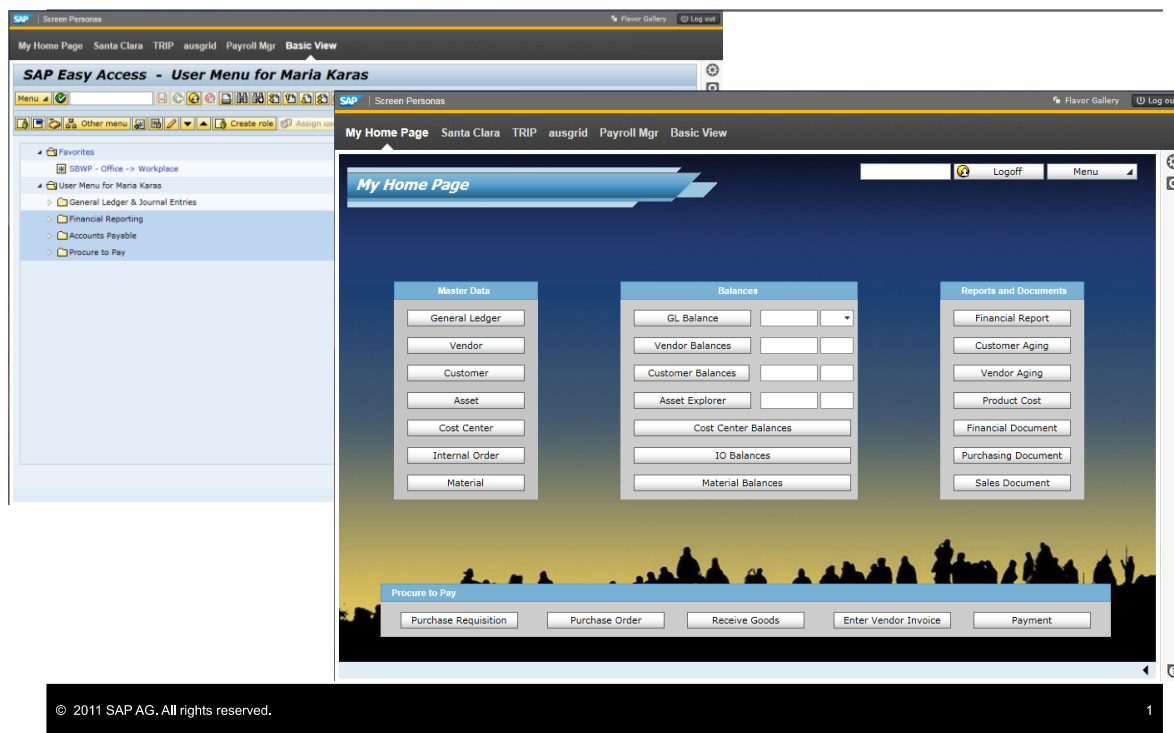 SAP Screen Personas Flavor Gallery Log out
My Home Page Santa Clara TRIP ausgrid Payroll Mgr Basic View
SAP Easy Access - User Menu for Maria Karas
Menu
Other menu Create role Assign
Favorites
SBWP - Office -> Workplace
User Menu for Maria Karas
General Ledger & Journal Entries
Financial Reporting
Accounts Payable
Procure to Pay
SAP Screen Personas Flavor Gallery Log ou
My Home Page Santa Clara TRIP ausgrid Payroll Mgr Basic View
My Home Page
Logoff Menu
Master Data
General Ledger
Vendor
Customer
Asset
Cost Center
Internal Order
Material
Balances
GL Balance
Vendor Balances
Customer Balances
Asset Explorer
Cost Center Balances
IO Balances
Material Balances
Reports and Documents
Financial Report
Customer Aging
Vendor Aging
Product Cost
Financial Document
Purchasing Document
Sales Document
Procure to Pay
Purchase Requisition Purchase Order Receive Goods Enter Vendor Invoice Payment
© 2011 SAP AG. All rights reserved. 1